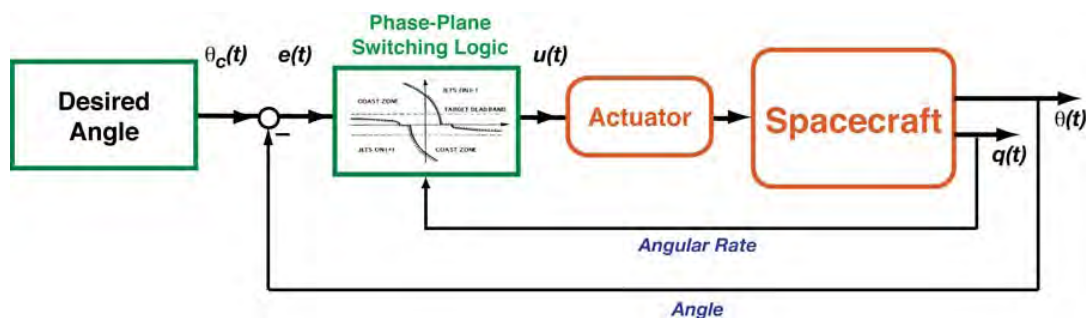 Phase-Plane
Switching Logic
θc(t)
e(t)
u(t)
Desired
Angle
JETS ON(-)
COAST ZONE
TARGET DEADBAND
JETS ON(+)
COAST ZONE
Actuator
Spacecraft
θ(t)
q(t)
−
Angular Rate
Angle